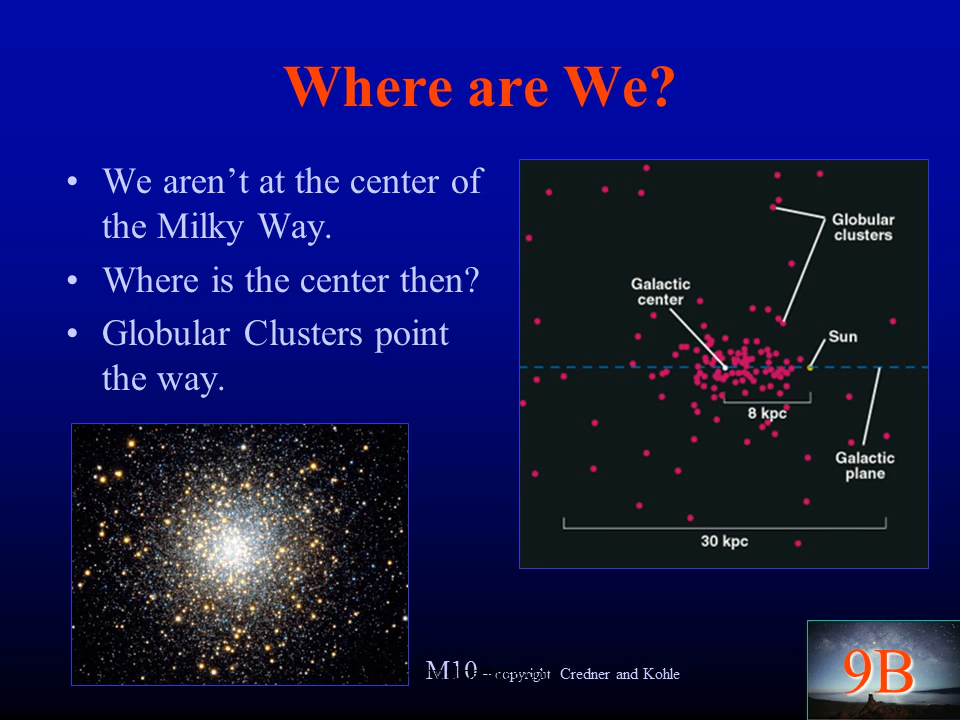 Where are We?
• We aren’t at the center of
the Milky Way.
• Where is the center then?
• Globular Clusters point
the way.
Globular
clusters
Galactic
center
Sun
8 kpc
Galactic
plane
30 kpc
M10 copyright Credner and Kohle
9B